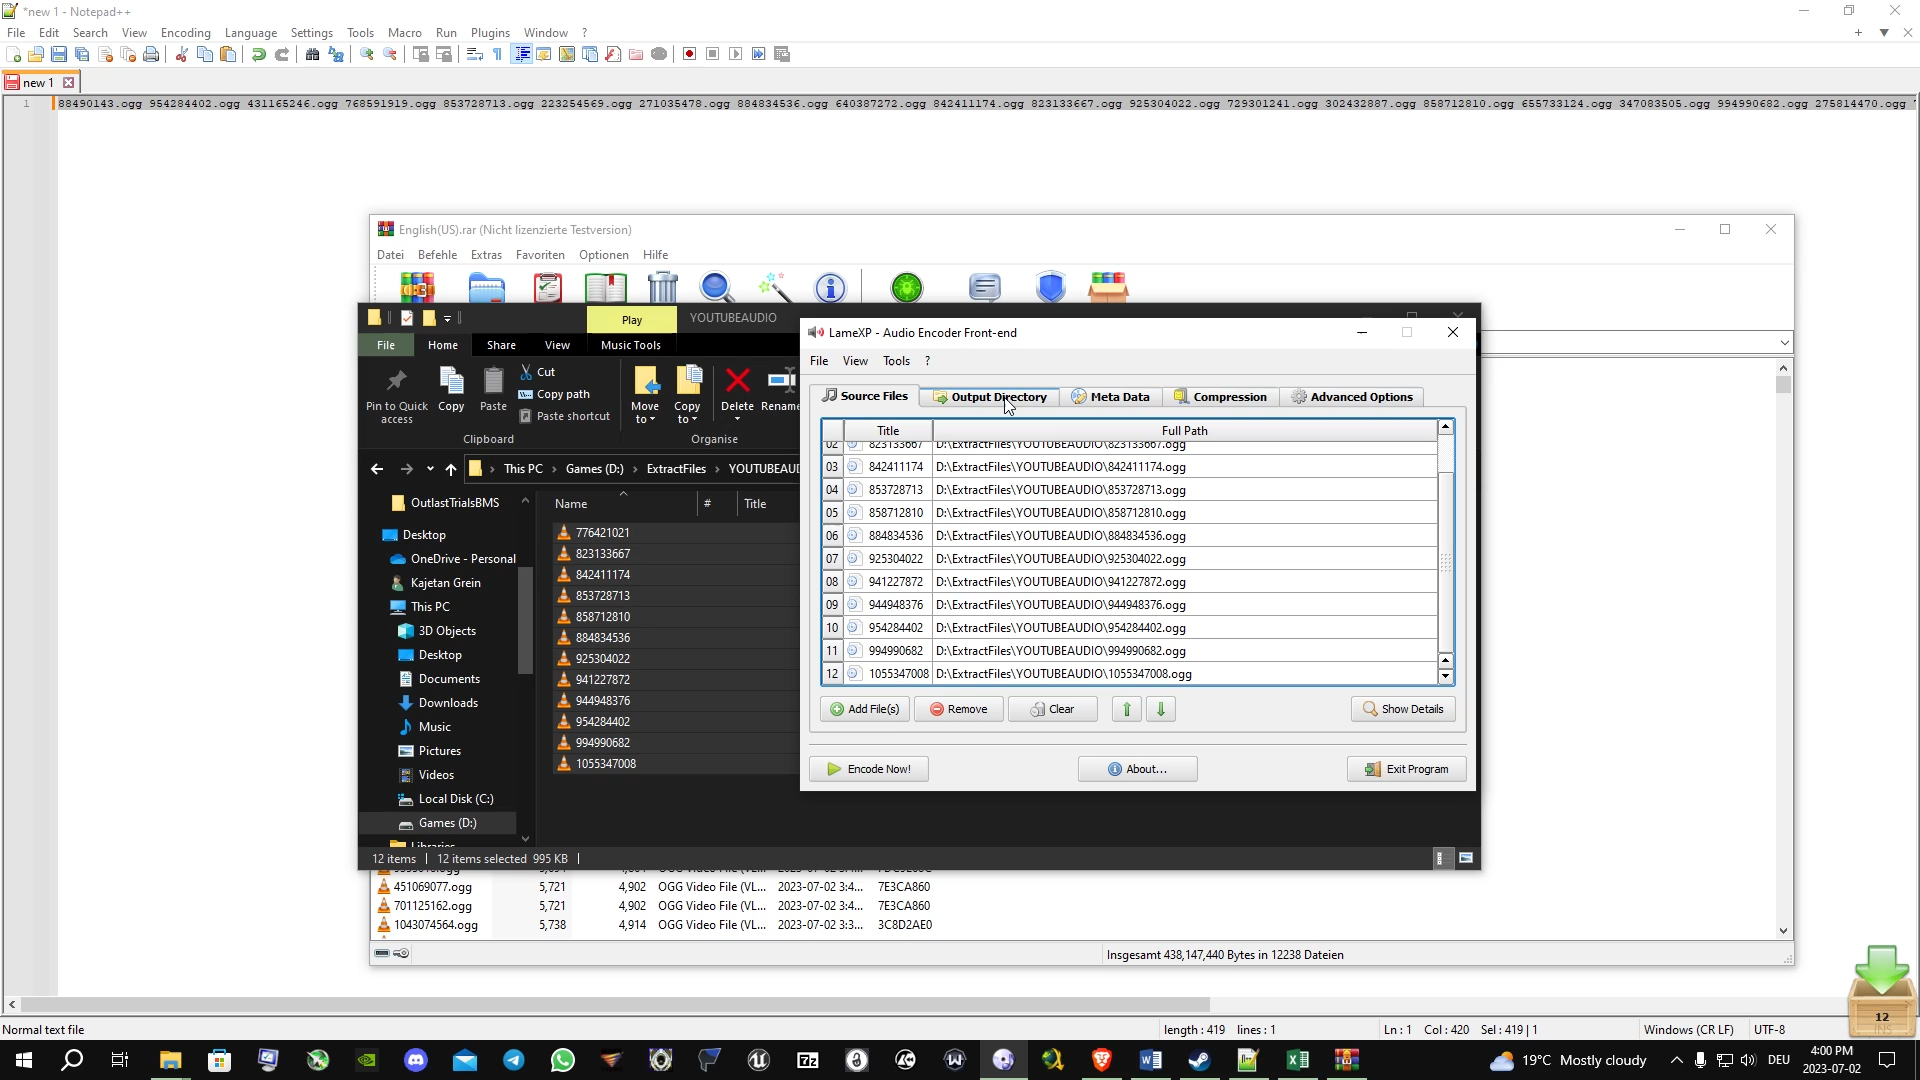 *new 1 - Notepad++
File Edit Search View Encoding Language Settings Tools Macro Run Plugins Window ?
new 1
1 88490143.ogg 954284402.ogg 431165246.ogg 768591919.ogg 853728713.ogg 223254569.ogg 271035478.ogg 884834536.ogg 640387272.ogg 842411174.ogg 823133667.ogg 925304022.ogg 729301241.ogg 302432887.ogg 858712810.ogg 655733124.ogg 347083505.ogg 994990682.ogg 275814470.ogg
English(US).rar (Nicht lizenzierte Testversion)
Datei Befehle Extras Favoriten Optionen Hilfe
Play YOUTUBEAUDIO
File Home Share View Music Tools
Pin to Quick access
Copy
Paste
Cut
Copy path
Paste shortcut
Move to
Copy to
Delete
Rename
Clipboard
Organise
This PC Games (D:) ExtractFiles YOUTUBEAUD
OutlastTrialsBMS
Desktop
OneDrive - Personal
Kajetan Grein
This PC
3D Objects
Desktop
Documents
Downloads
Music
Pictures
Videos
Local Disk (C:)
Games (D:)
Libraries
Name # Title
776421021
823133667
842411174
853728713
858712810
884834536
925304022
941227872
944948376
954284402
994990682
1055347008
12 items 12 items selected 995 KB
LameXP - Audio Encoder Front-end
File View Tools ?
Source Files Output Directory Meta Data Compression Advanced Options
Title Full Path
02 823133667 D:\ExtractFiles\YOUTUBEAUDIO\823133667.ogg
03 842411174 D:\ExtractFiles\YOUTUBEAUDIO\842411174.ogg
04 853728713 D:\ExtractFiles\YOUTUBEAUDIO\853728713.ogg
05 858712810 D:\ExtractFiles\YOUTUBEAUDIO\858712810.ogg
06 884834536 D:\ExtractFiles\YOUTUBEAUDIO\884834536.ogg
07 925304022 D:\ExtractFiles\YOUTUBEAUDIO\925304022.ogg
08 941227872 D:\ExtractFiles\YOUTUBEAUDIO\941227872.ogg
09 944948376 D:\ExtractFiles\YOUTUBEAUDIO\944948376.ogg
10 954284402 D:\ExtractFiles\YOUTUBEAUDIO\954284402.ogg
11 994990682 D:\ExtractFiles\YOUTUBEAUDIO\994990682.ogg
12 1055347008 D:\ExtractFiles\YOUTUBEAUDIO\1055347008.ogg
Add File(s) Remove Clear Show Details
Encode Now! About... Exit Program
451069077.ogg 5,721 4,902 OGG Video File (VL... 2023-07-02 3:4... 7E3CA860
701125162.ogg 5,721 4,902 OGG Video File (VL... 2023-07-02 3:4... 7E3CA860
1043074564.ogg 5,738 4,914 OGG Video File (VL... 2023-07-02 3:3... 3C8D2AE0
Insgesamt 438,147,440 Bytes in 12238 Dateien
12
Normal text file length : 419 lines : 1 Ln : 1 Col : 420 Sel : 419 | 1 Windows (CR LF) UTF-8 INS
19°C Mostly cloudy DEU 4:00 PM
2023-07-02